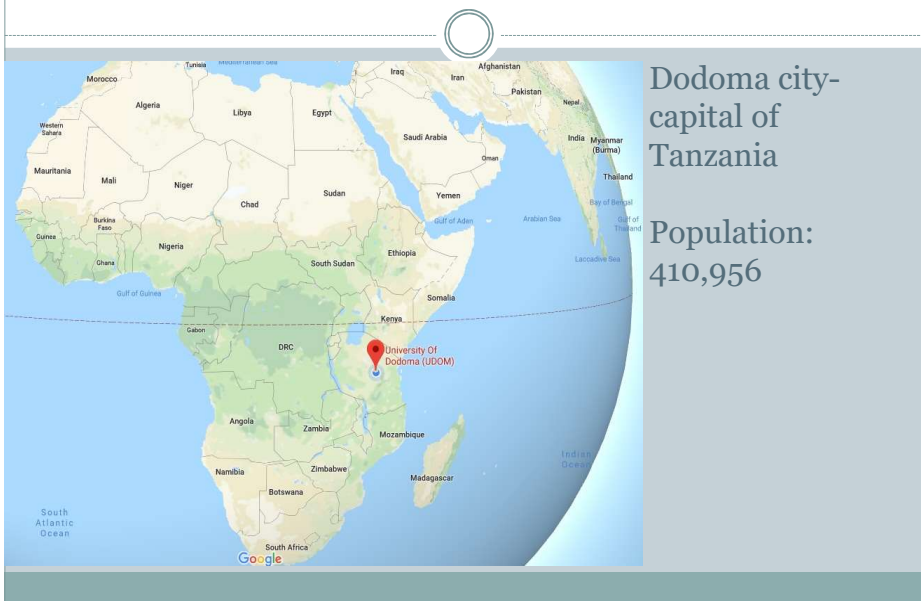 Dodoma city-
capital of
Tanzania
Population:
410,956
Tunisia
Mediterranean Sea
Morocco
Algeria
Libya
Egypt
Iraq
Iran
Afghanistan
Pakistan
Nepal
Western
Sahara
Saudi Arabia
India
Myanmar
(Burma)
Oman
Mauritania
Mali
Niger
Chad
Sudan
Yemen
Thailand
Bay of Bengal
Gulf of Aden
Arabian Sea
Gulf of
Thailand
Burkina
Faso
Guinea
Nigeria
Ghana
Ethiopia
South Sudan
Laccadive Sea
Gulf of Guinea
Somalia
Kenya
Gabon
DRC
University Of
Dodoma (UDOM)
Angola
Zambia
Mozambique
Namibia
Zimbabwe
Botswana
Madagascar
Indian
Ocean
South
Atlantic
Ocean
South Africa
Google